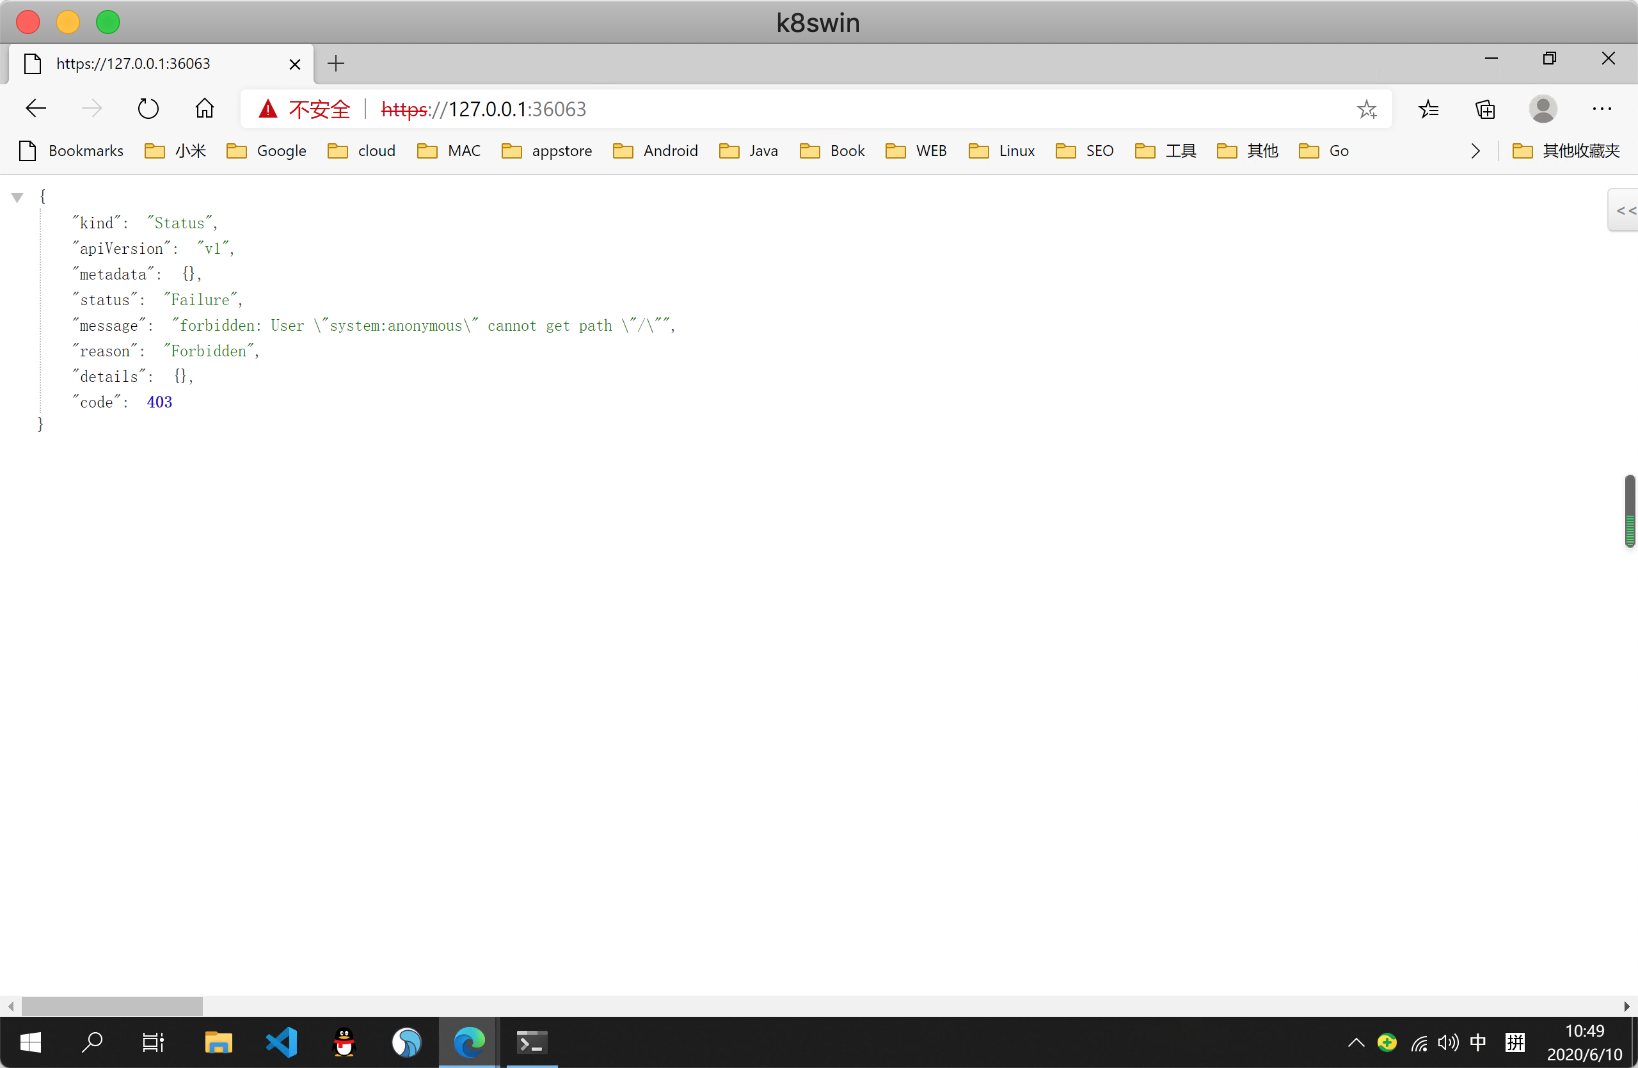 k8swin
https://127.0.0.1:36063
不安全 | https://127.0.0.1:36063
Bookmarks 小米 Google cloud MAC appstore Android Java Book WEB Linux SEO 工具 其他 Go 其他收藏夹
{
<<
"kind": "Status",
"apiVersion": "v1",
"metadata": {},
"status": "Failure",
"message": "forbidden: User \"system:anonymous\" cannot get path \"/\"",
"reason": "Forbidden",
"details": {},
"code": 403
}
中 拼 10:49
2020/6/10